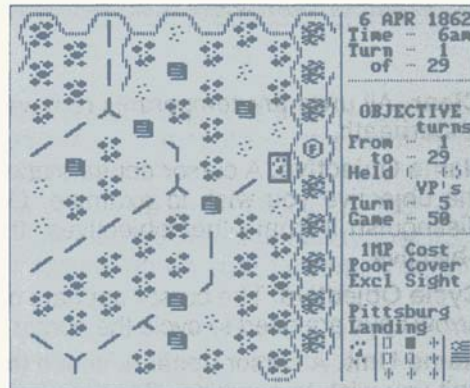 6 APR 1862
Time - 6am
Turn - 1
of - 29
OBJECTIVE
turns
From - 1
to - 29
Held -
VP's
Turn - 5
Game - 50
1MP Cost
Poor Cover
Excl Sight
Pittsburg
Landing